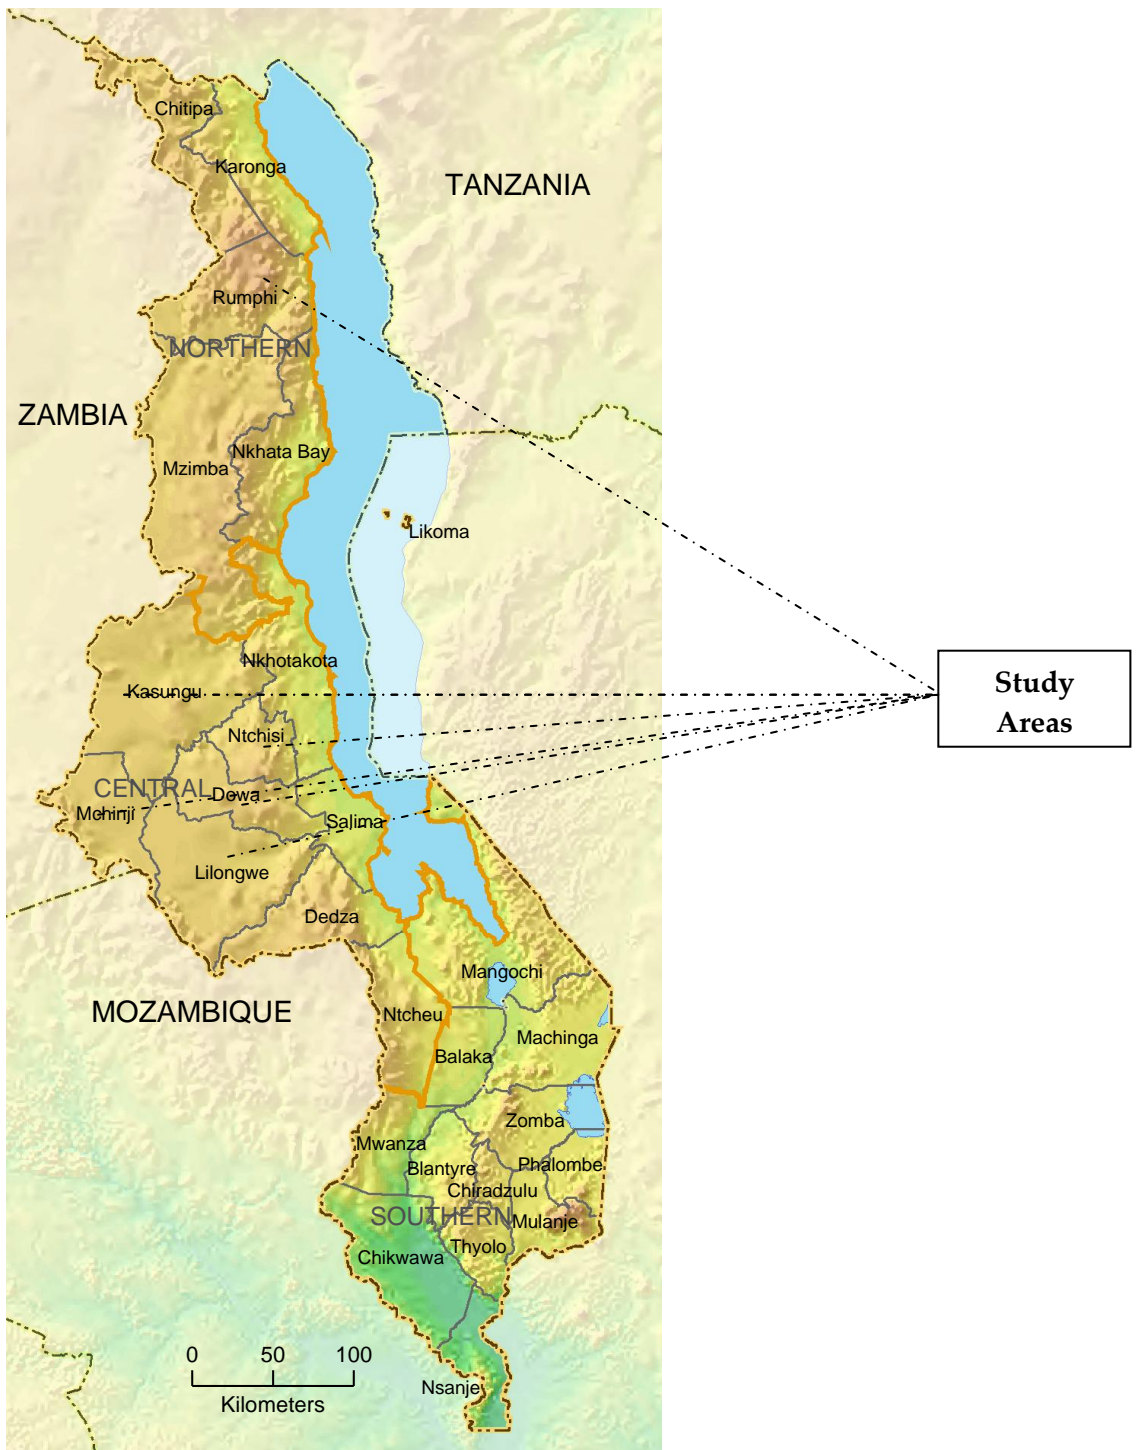 Chitipa
Karonga
TANZANIA
Rumphi
NORTHERN
ZAMBIA
Nkhata Bay
Mzimba
Likoma
Nkhotakota
Kasungu
Study
Areas
Ntchisi
CENTRAL
Dowa
Mchinji
Salima
Lilongwe
Dedza
Mangochi
MOZAMBIQUE
Ntcheu
Machinga
Balaka
Zomba
Mwanza
Phalombe
Blantyre
Chiradzulu
SOUTHERN
Mulanje
Thyolo
Chikwawa
0 50 100
Kilometers
Nsanje